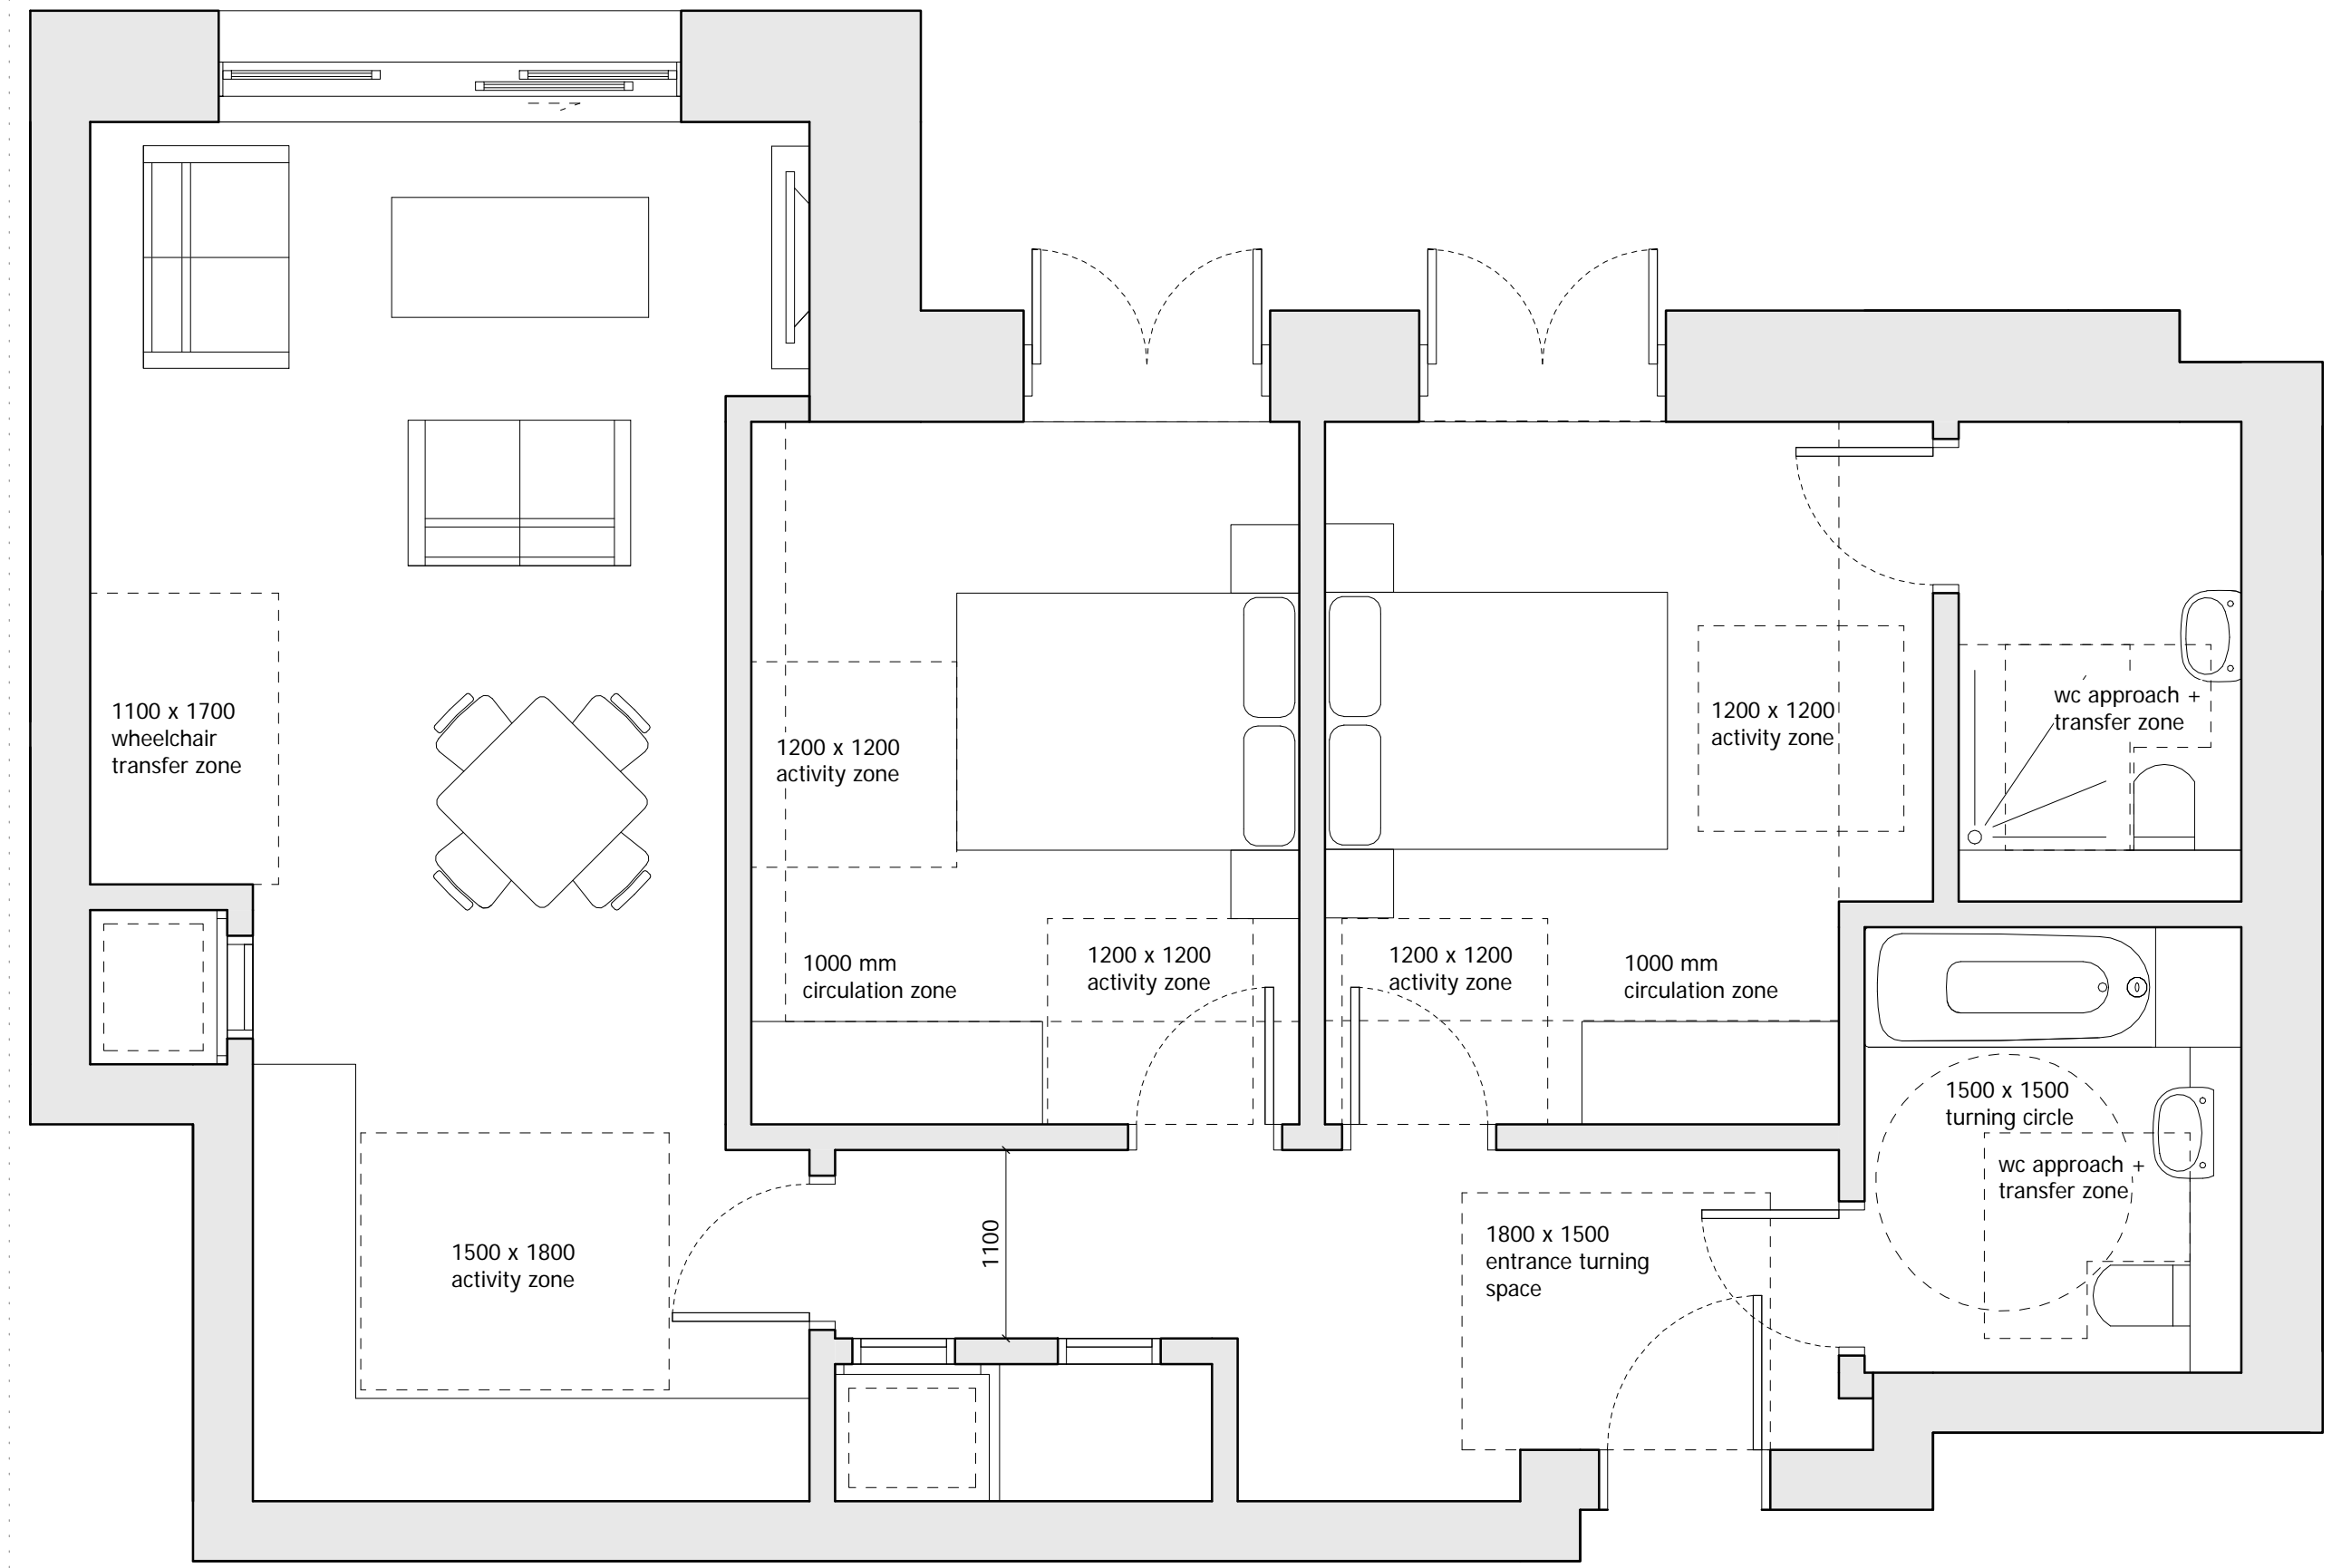 1100 x 1700
wheelchair
transfer zone
1200 x 1200
activity zone
1200 x 1200
activity zone
wc approach +
transfer zone
1000 mm
circulation zone
1200 x 1200
activity zone
1200 x 1200
activity zone
1000 mm
circulation zone
1500 x 1500
turning circle
wc approach +
transfer zone
1500 x 1800
activity zone
1100
1800 x 1500
entrance turning
space